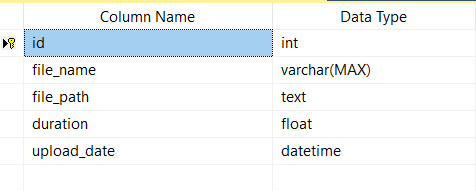 Column Name Data Type
id int
file_name varchar(MAX)
file_path text
duration float
upload_date datetime